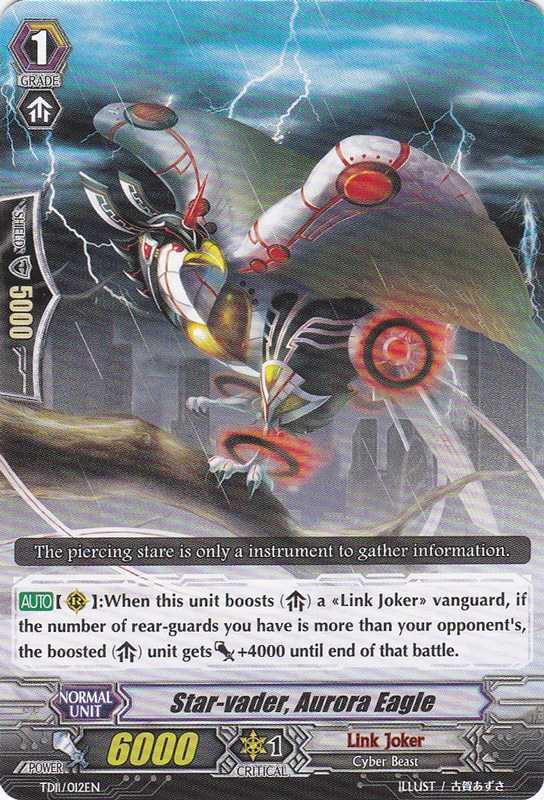 1
GRADE
SHIELD
5000
The piercing stare is only a instrument to gather information.
AUTO【 】:When this unit boosts ( ) a «Link Joker» vanguard, if
the number of rear-guards you have is more than your opponent's,
the boosted ( ) unit gets +4000 until end of that battle.
NORMAL
UNIT
Star-vader, Aurora Eagle
POWER
6000
1
CRITICAL
Link Joker
Cyber Beast
TD11/012EN
ILLUST / 古賀あずさ